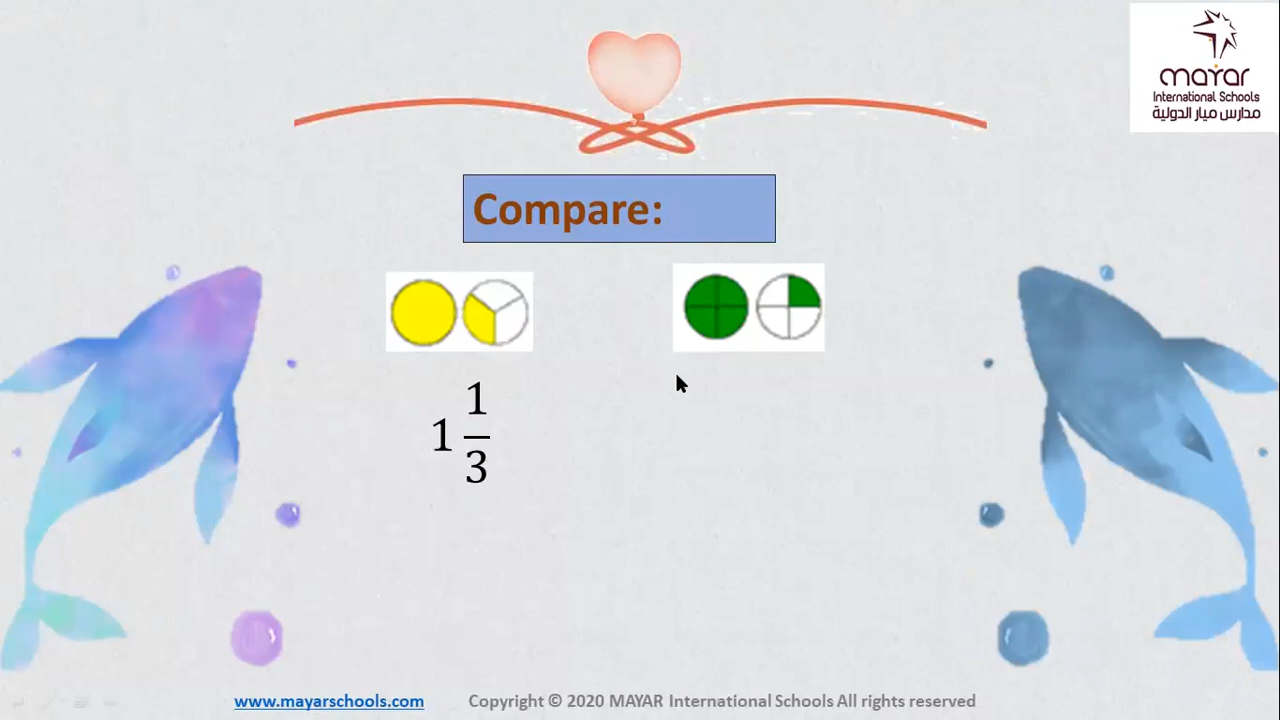 mayar
International Schools
مدارس ميار الدولية
Compare:
1 1/3
www.mayarschools.com Copyright © 2020 MAYAR International Schools All rights reserved